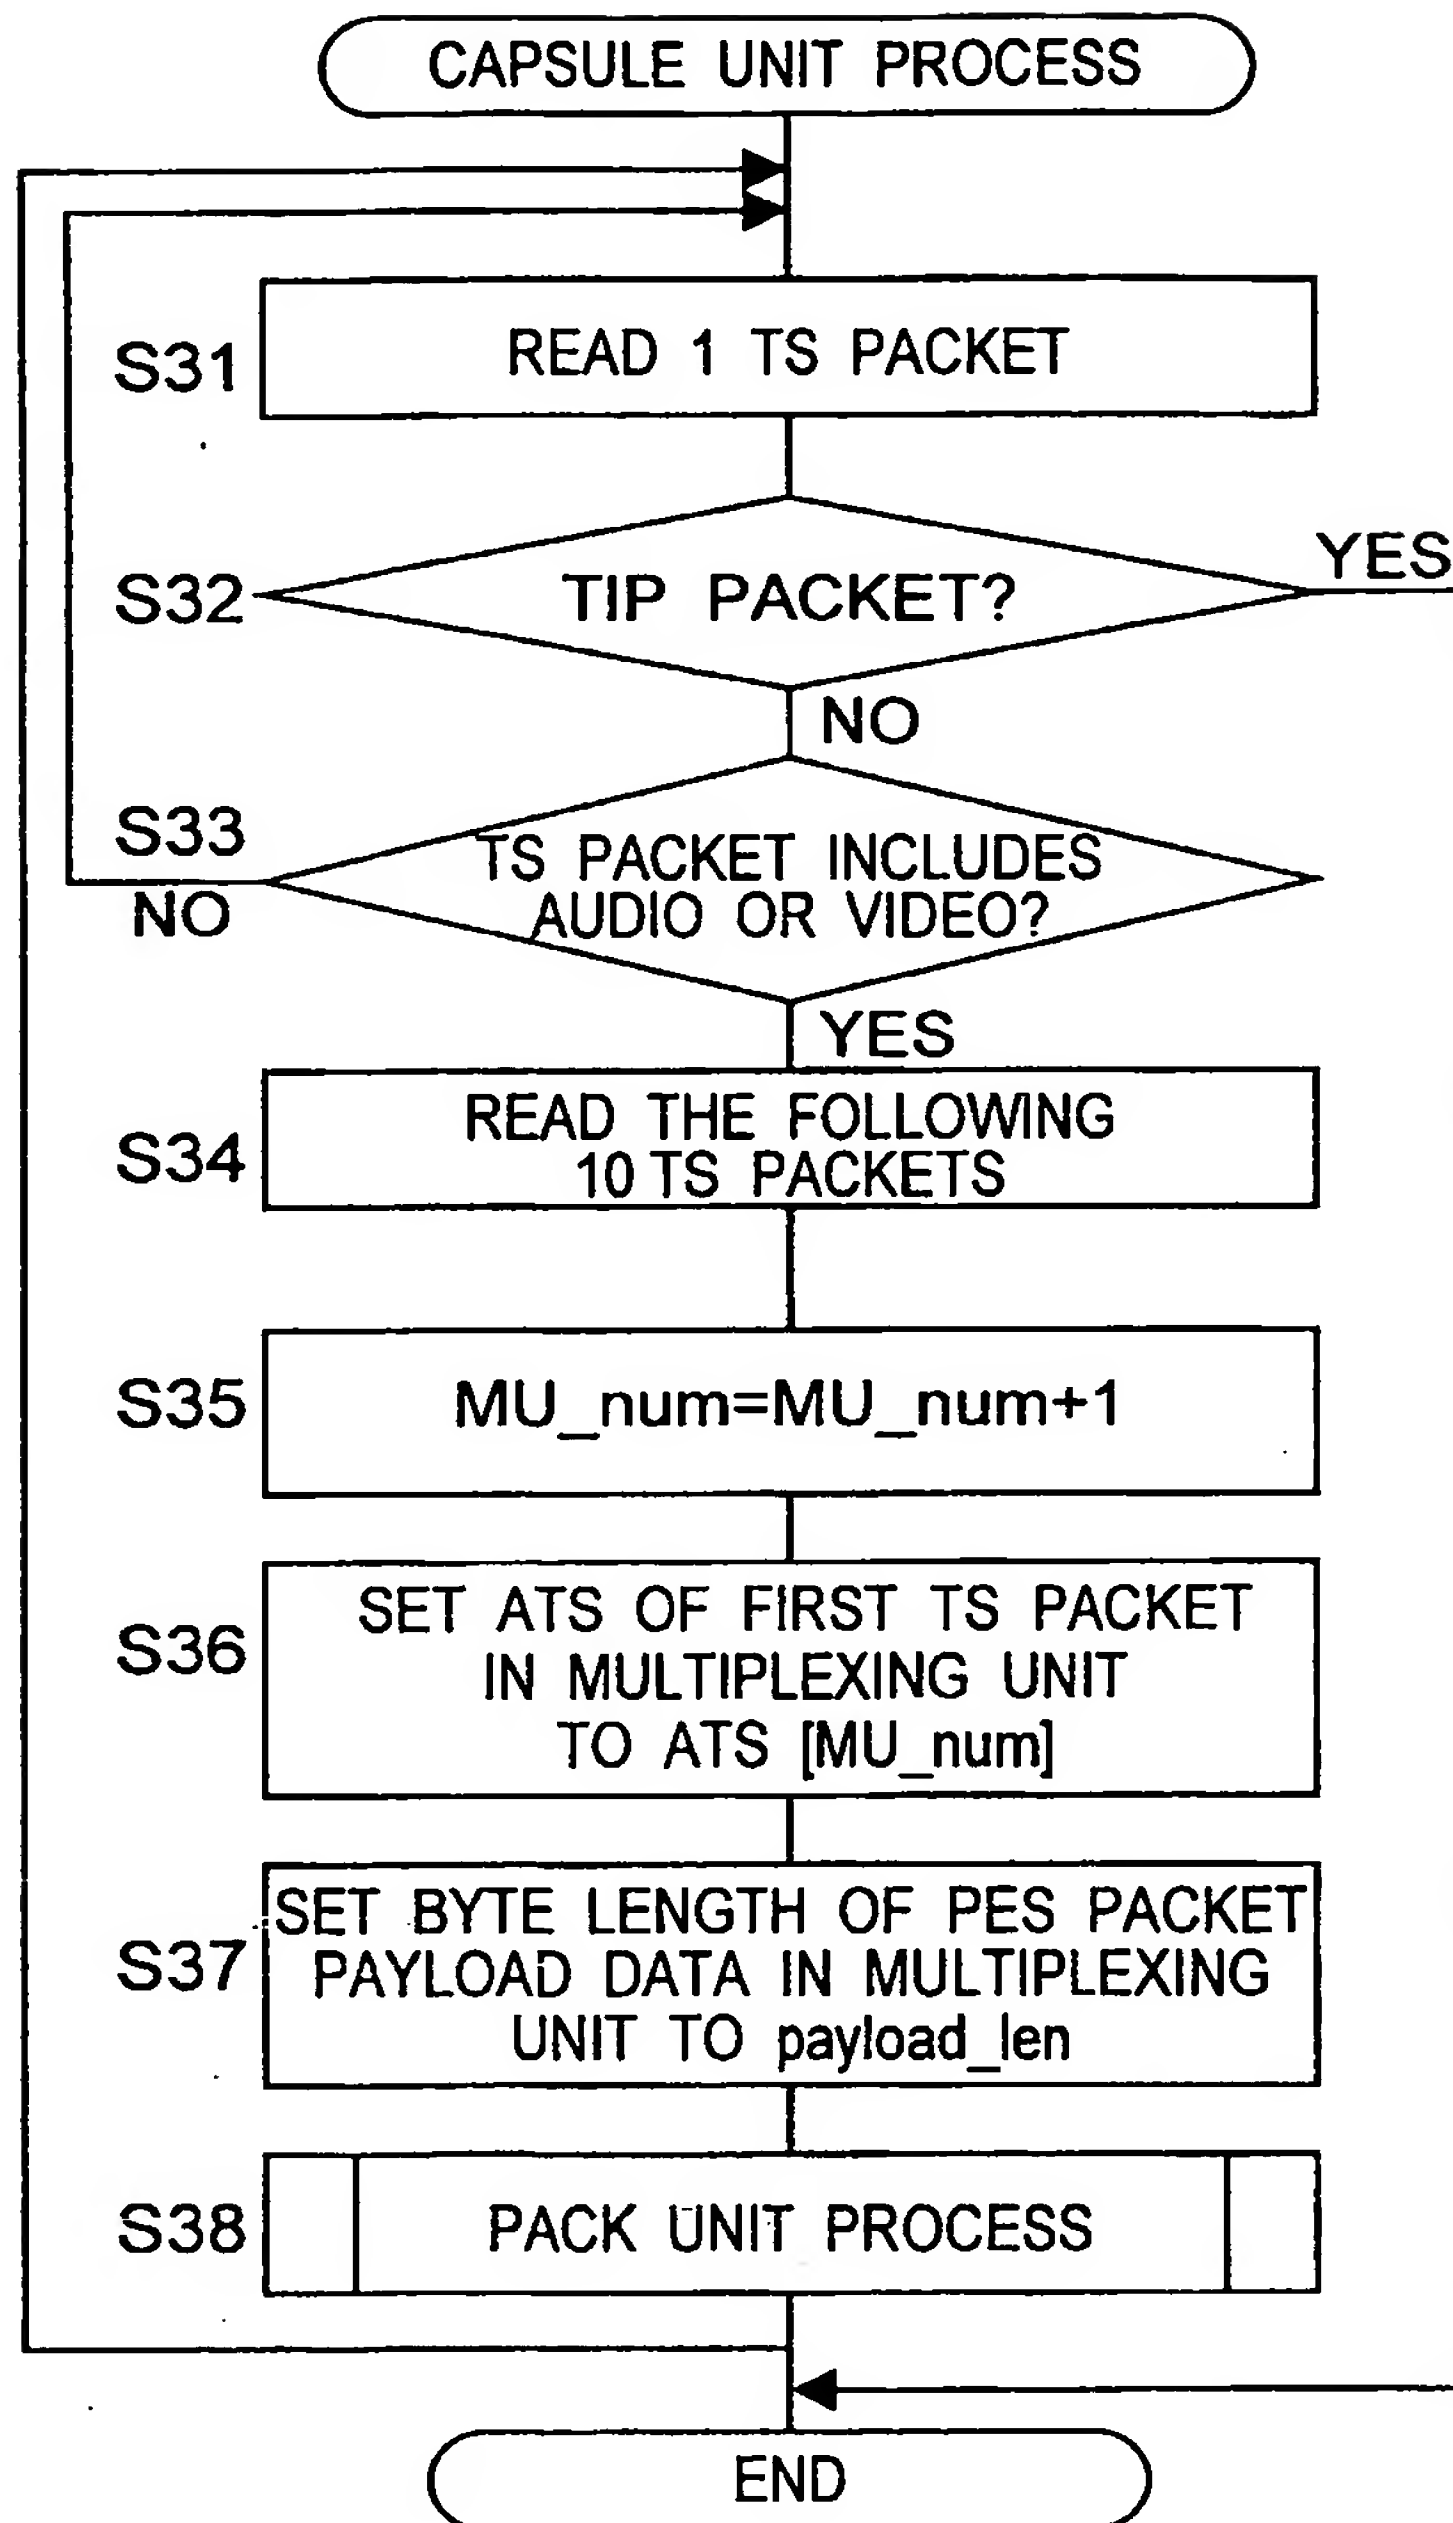 CAPSULE UNIT PROCESS
S31
READ 1 TS PACKET
S32
TIP PACKET?
YES
NO
S33
TS PACKET INCLUDES
AUDIO OR VIDEO?
NO
YES
S34
READ THE FOLLOWING
10 TS PACKETS
S35
MU_num=MU_num+1
S36
SET ATS OF FIRST TS PACKET
IN MULTIPLEXING UNIT
TO ATS [MU_num]
S37
SET BYTE LENGTH OF PES PACKET
PAYLOAD DATA IN MULTIPLEXING
UNIT TO payload_len
S38
PACK UNIT PROCESS
END